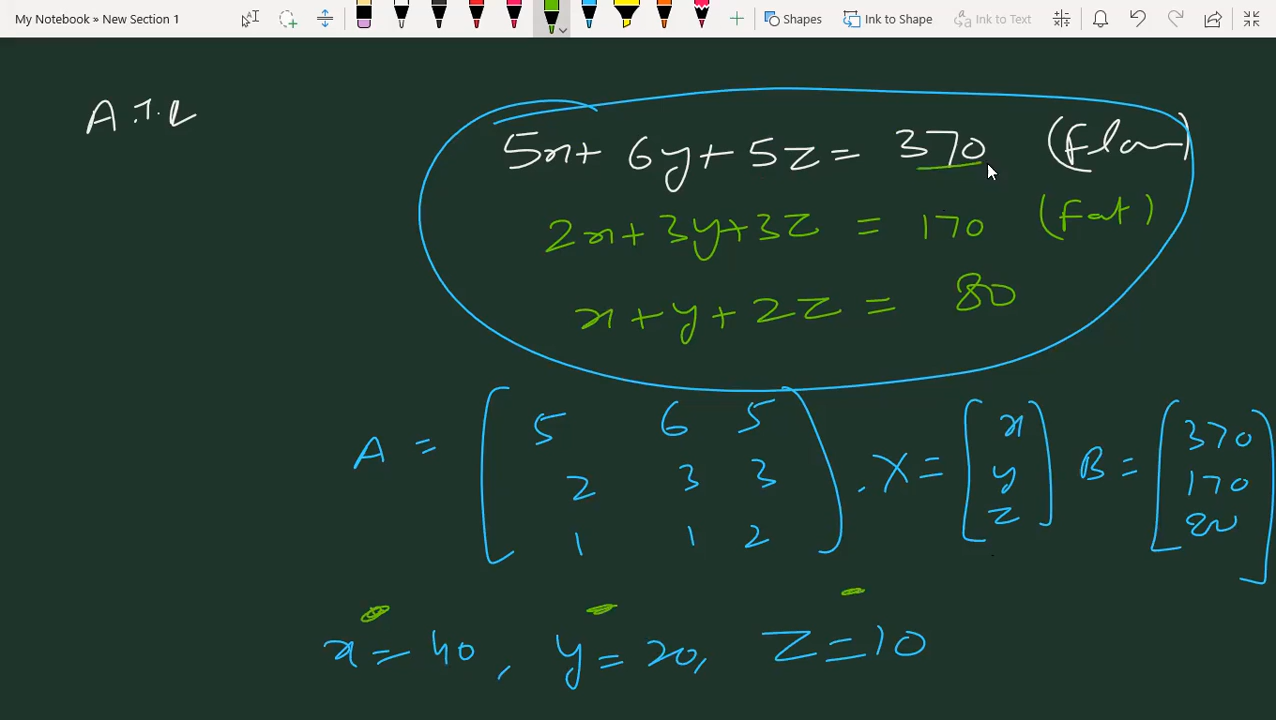 My Notebook » New Section 1
Shapes
Ink to Shape
Ink to Text
A.T.
5x + 6y + 5z = 370 (Flour)
2x + 3y + 3z = 170 (Fat)
x + y + 2z = 80
A = [5 6 5
2 3 3
1 1 2] , X = [x
y
z] B = [370
170
80]
x = 40, y = 20, z = 10